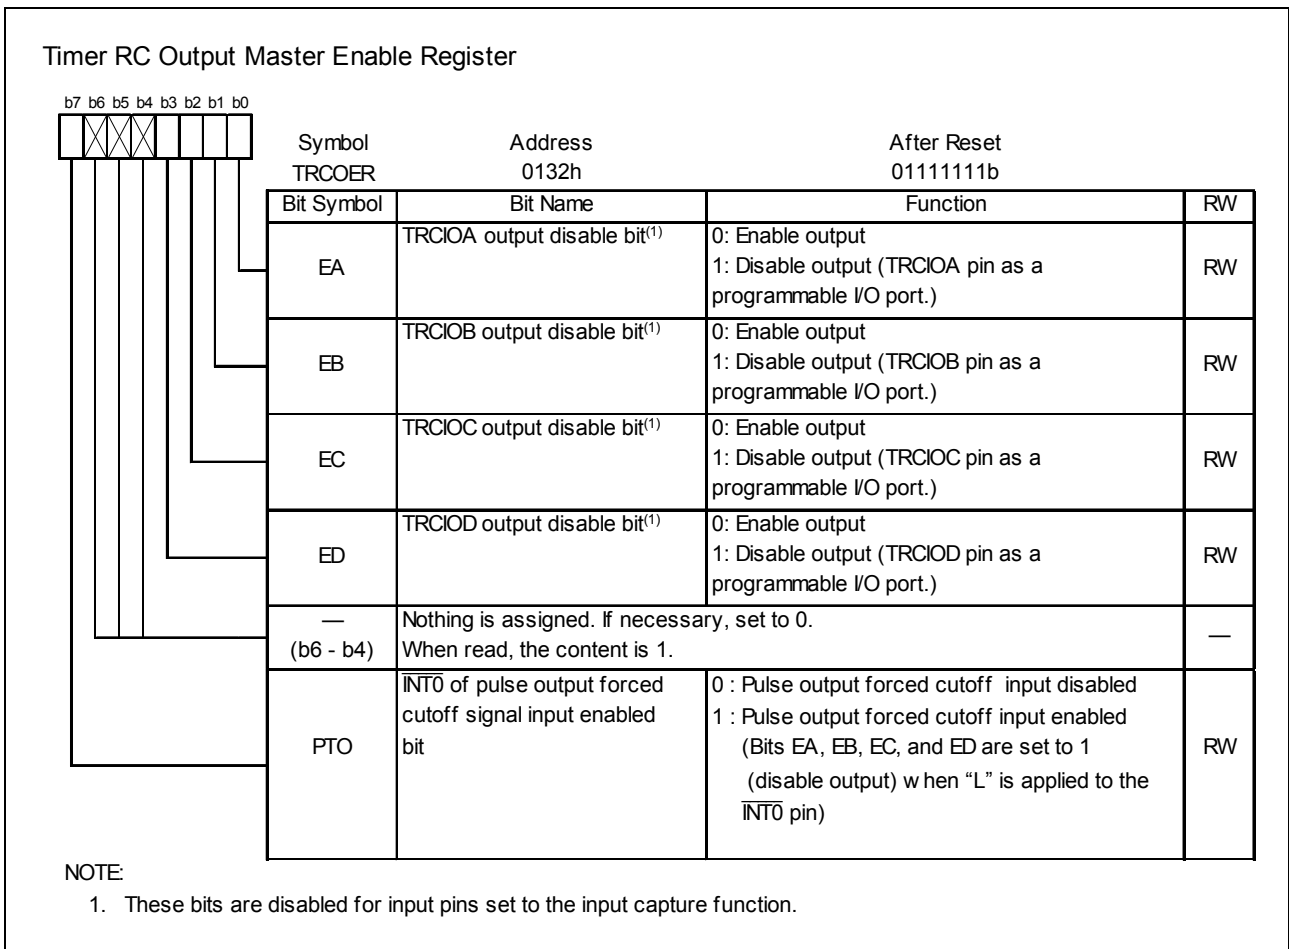 Timer RC Output Master Enable Register
b7 b6 b5 b4 b3 b2 b1 b0
Symbol Address After Reset
TRCOER 0132h 01111111b
Bit Symbol Bit Name Function RW
EA
TRCIOA output disable bit(1)
0: Enable output
1: Disable output (TRCIOA pin as a
programmable I/O port.)
RW
EB
TRCIOB output disable bit(1)
0: Enable output
1: Disable output (TRCIOB pin as a
programmable I/O port.)
RW
EC
TRCIOC output disable bit(1)
0: Enable output
1: Disable output (TRCIOC pin as a
programmable I/O port.)
RW
ED
TRCIOD output disable bit(1)
0: Enable output
1: Disable output (TRCIOD pin as a
programmable I/O port.)
RW
—
(b6 - b4)
Nothing is assigned. If necessary, set to 0.
When read, the content is 1.
—
PTO
INT0 of pulse output forced
cutoff signal input enabled
bit
0 : Pulse output forced cutoff input disabled
1 : Pulse output forced cutoff input enabled
(Bits EA, EB, EC, and ED are set to 1
(disable output) when “L” is applied to the
INT0 pin)
RW
NOTE:
1. These bits are disabled for input pins set to the input capture function.